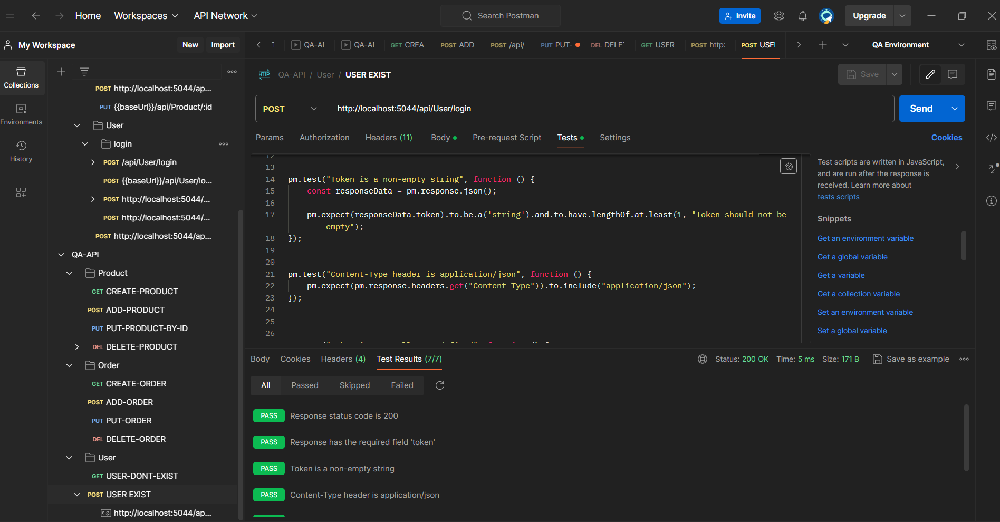 Home
Workspaces
API Network
Search Postman
Invite
Upgrade
My Workspace
New
Import
QA-AI
QA-AI
GET CREA
POST ADD
POST /api/
PUT PUT-
DEL DELET
GET USER
POST http:
POST USE
QA Environment
Collections
Environments
History
POST http://localhost:5044/ap...
PUT {{baseUrl}}/api/Product/:id
User
login
POST /api/User/login
POST {{baseUrl}}/api/User/lo...
POST http://localhost:5044/...
POST http://localhost:5044/...
POST http://localhost:5044/ap...
QA-API
Product
GET CREATE-PRODUCT
POST ADD-PRODUCT
PUT PUT-PRODUCT-BY-ID
DEL DELETE-PRODUCT
Order
GET CREATE-ORDER
POST ADD-ORDER
PUT PUT-ORDER
DEL DELETE-ORDER
User
GET USER-DONT-EXIST
POST USER EXIST
e.g. http://localhost:5044/ap...
HTTP QA-API / User / USER EXIST
Save
POST
http://localhost:5044/api/User/login
Send
Params
Authorization
Headers (11)
Body
Pre-request Script
Tests
Settings
Cookies
12
13
14 pm.test("Token is a non-empty string", function () {
15 const responseData = pm.response.json();
16
17 pm.expect(responseData.token).to.be.a('string').and.to.have.lengthOf.at.least(1, "Token should not be
empty");
18 });
19
20
21 pm.test("Content-Type header is application/json", function () {
22 pm.expect(pm.response.headers.get("Content-Type")).to.include("application/json");
23 });
24
25
26
Test scripts are written in JavaScript,
and are run after the response is
received. Learn more about
tests scripts
Snippets
Get an environment variable
Get a global variable
Get a variable
Get a collection variable
Set an environment variable
Set a global variable
Body
Cookies
Headers (4)
Test Results (7/7)
Status: 200 OK
Time: 5 ms
Size: 171 B
Save as example
All
Passed
Skipped
Failed
PASS Response status code is 200
PASS Response has the required field 'token'
PASS Token is a non-empty string
PASS Content-Type header is application/json